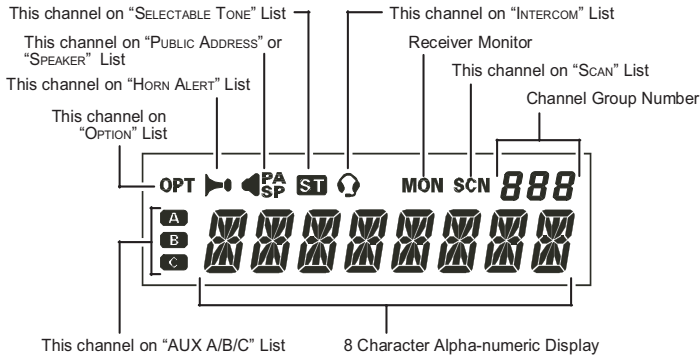 This channel on “SELECTABLE TONE” List
This channel on “INTERCOM” List
This channel on “PUBLIC ADDRESS” or
“SPEAKER” List
Receiver Monitor
This channel on “SCAN” List
This channel on “HORN ALERT” List
Channel Group Number
This channel on
“OPTION” List
OPT PA SP ST MON SCN 888
A
B
C
This channel on “AUX A/B/C” List
8 Character Alpha-numeric Display